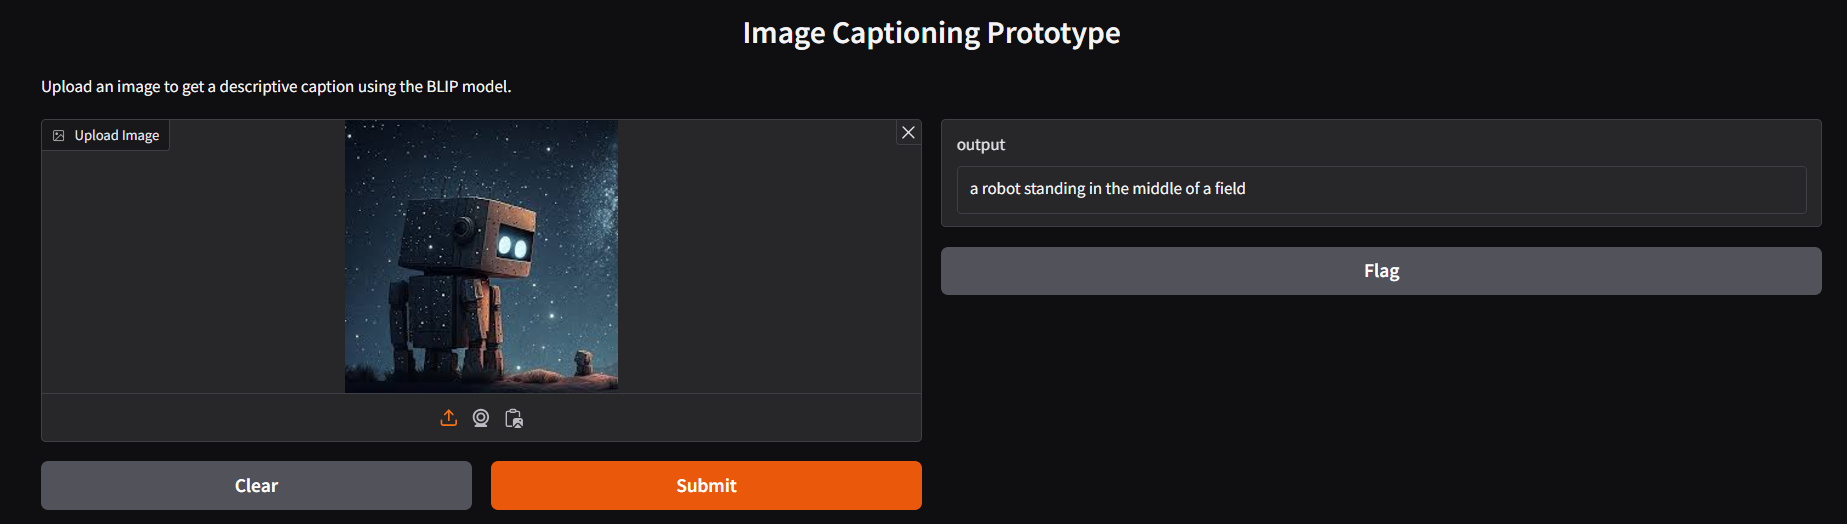 Image Captioning Prototype
Upload an image to get a descriptive caption using the BLIP model.
Upload Image
output
a robot standing in the middle of a field
Flag
Clear
Submit